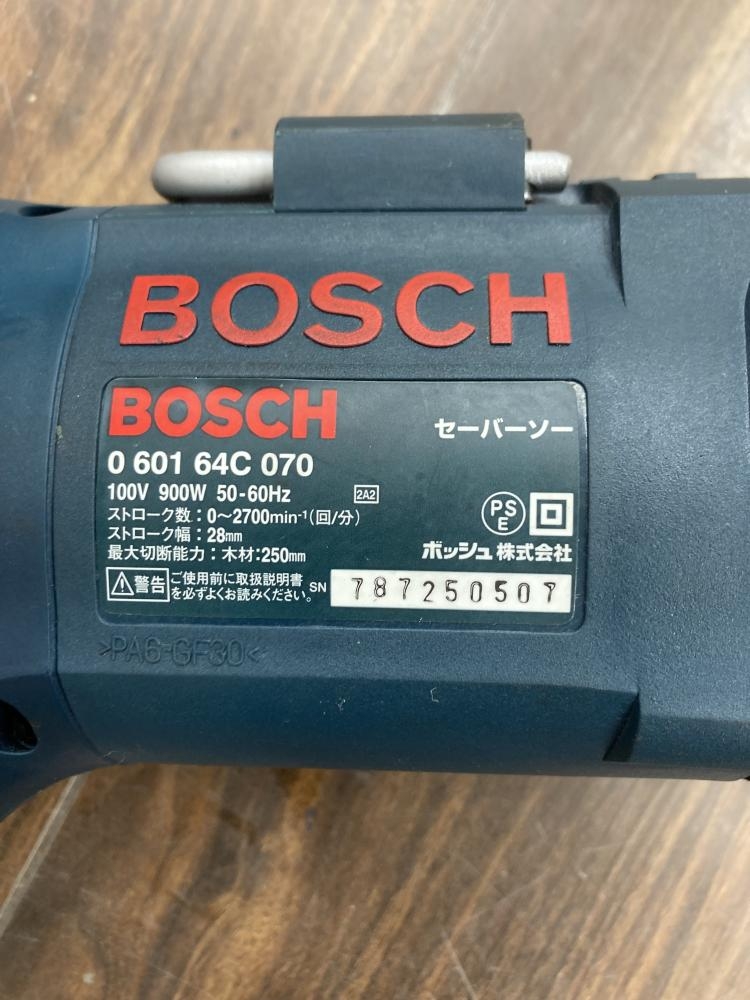 BOSCH
BOSCH
セーバーソー
0 601 64C 070
100V 900W 50-60Hz 2A2
ストローク数：0～2700min⁻¹(回/分)
PS
E
ストローク幅：28mm
最大切断能力：木材：250mm
ボッシュ株式会社
警告 ご使用前に取扱説明書
を必ずよくお読みください。
SN 787250507
>PA6-GF30<